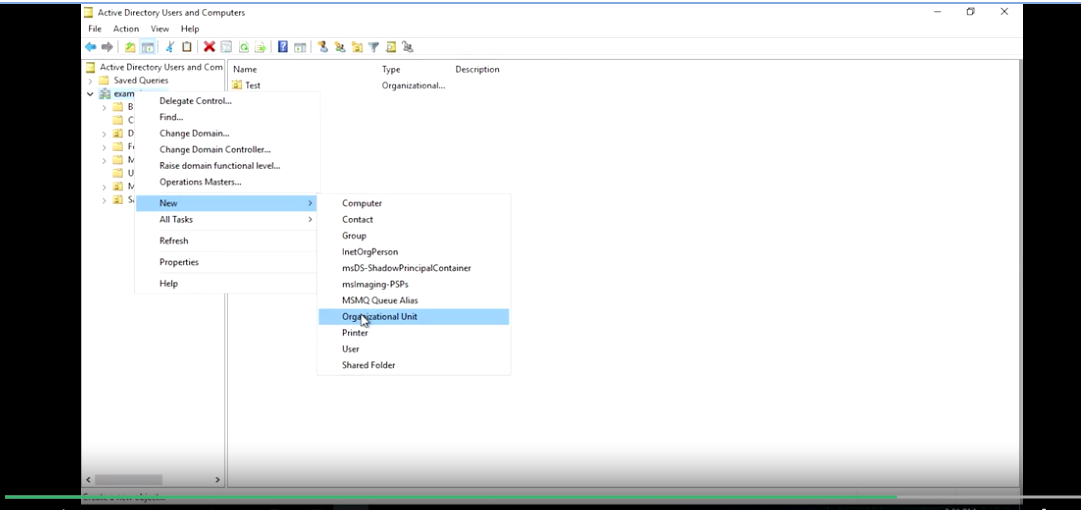 Active Directory Users and Computers
File Action View Help
Active Directory Users and Com
Saved Queries
exam
B
C
D
F
M
U
M
S
Name Type Description
Test Organizational...
Delegate Control...
Find...
Change Domain...
Change Domain Controller...
Raise domain functional level...
Operations Masters...
New
All Tasks
Refresh
Properties
Help
Computer
Contact
Group
InetOrgPerson
msDS-ShadowPrincipalContainer
msImaging-PSPs
MSMQ Queue Alias
Organizational Unit
Printer
User
Shared Folder